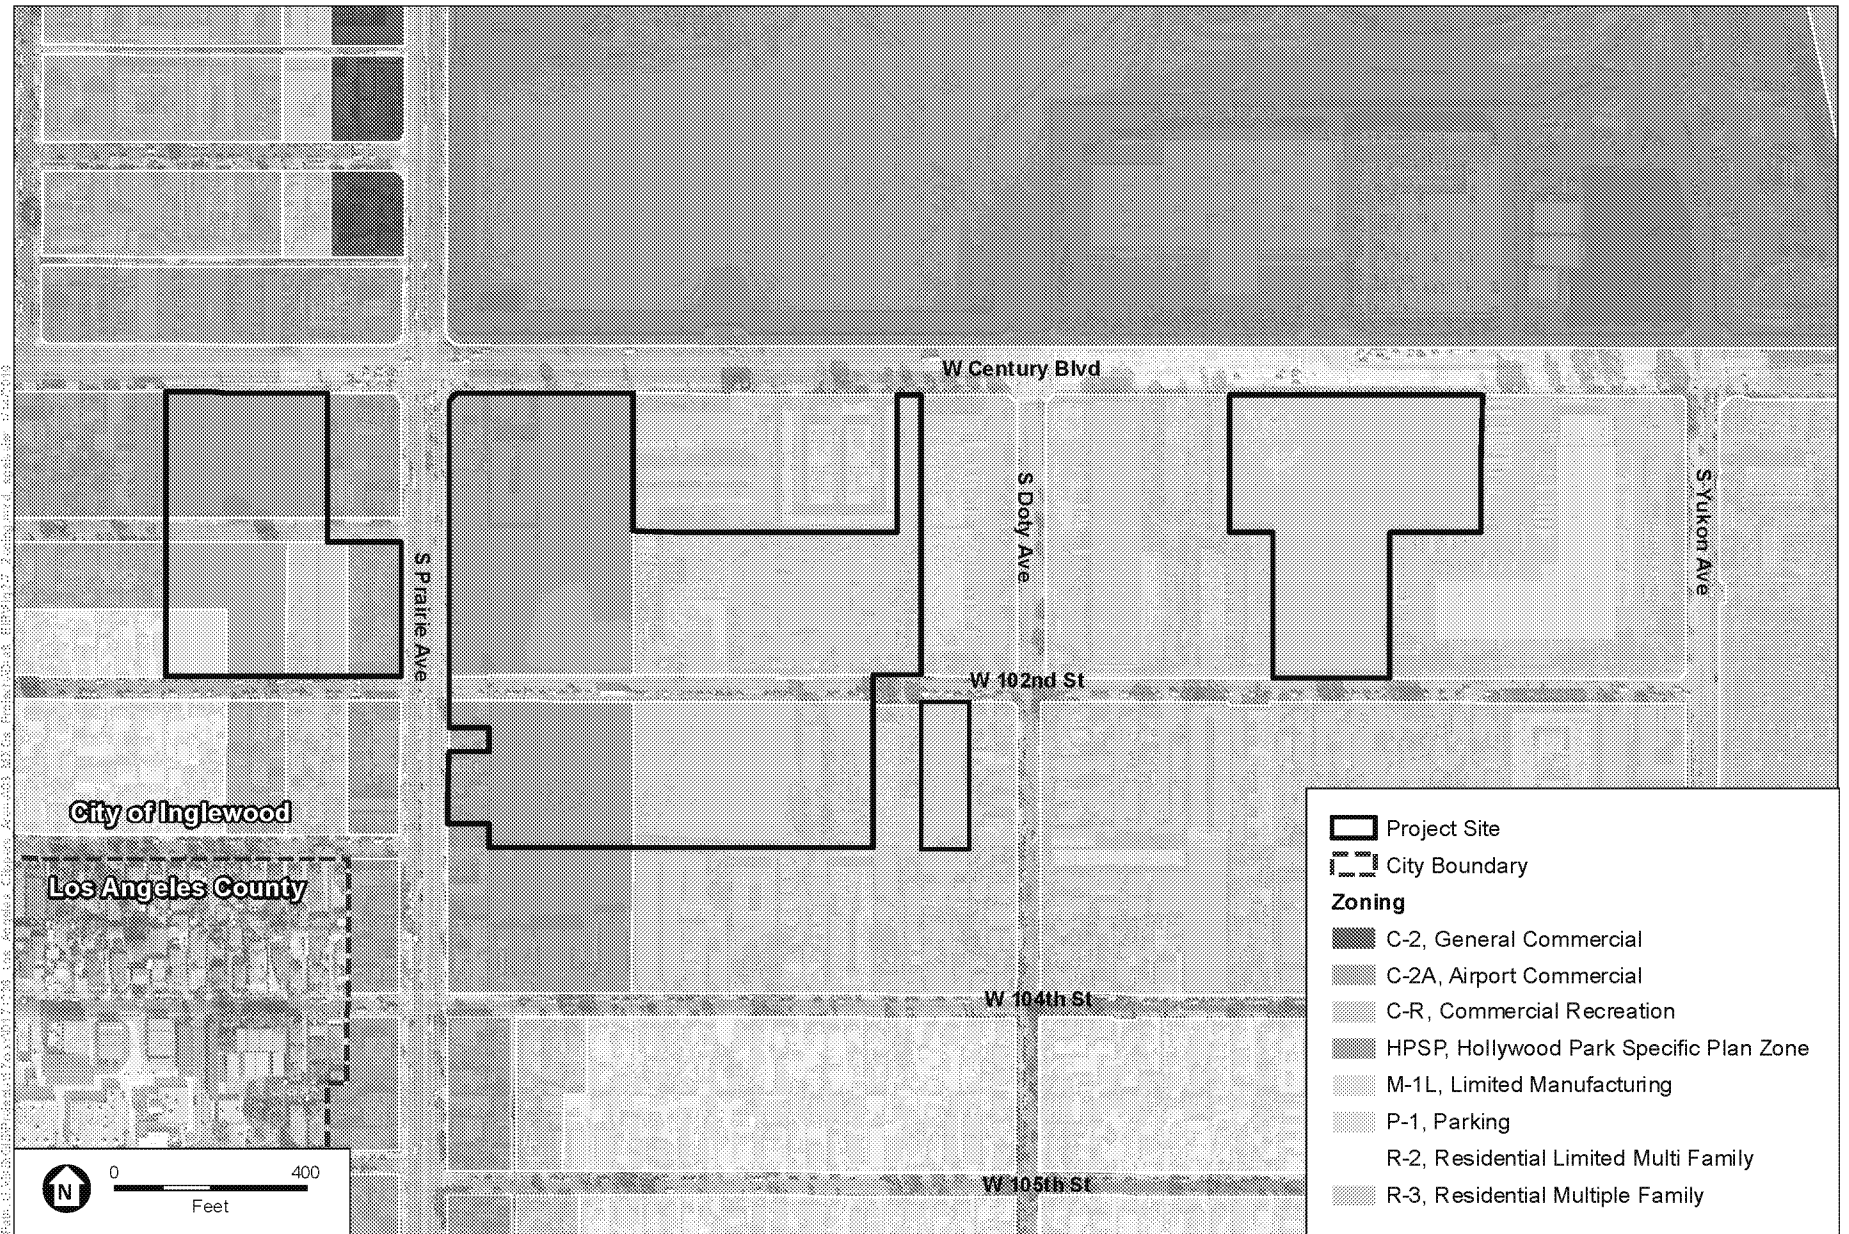 W Century Blvd
S Doty Ave
S Yukon Ave
S Prairie Ave
W 102nd St
City of Inglewood
Los Angeles County
W 104th St
W 105th St
Project Site
City Boundary
Zoning
C-2, General Commercial
C-2A, Airport Commercial
C-R, Commercial Recreation
HPSP, Hollywood Park Specific Plan Zone
M-1L, Limited Manufacturing
P-1, Parking
R-2, Residential Limited Multi Family
R-3, Residential Multiple Family
N
0 400
Feet